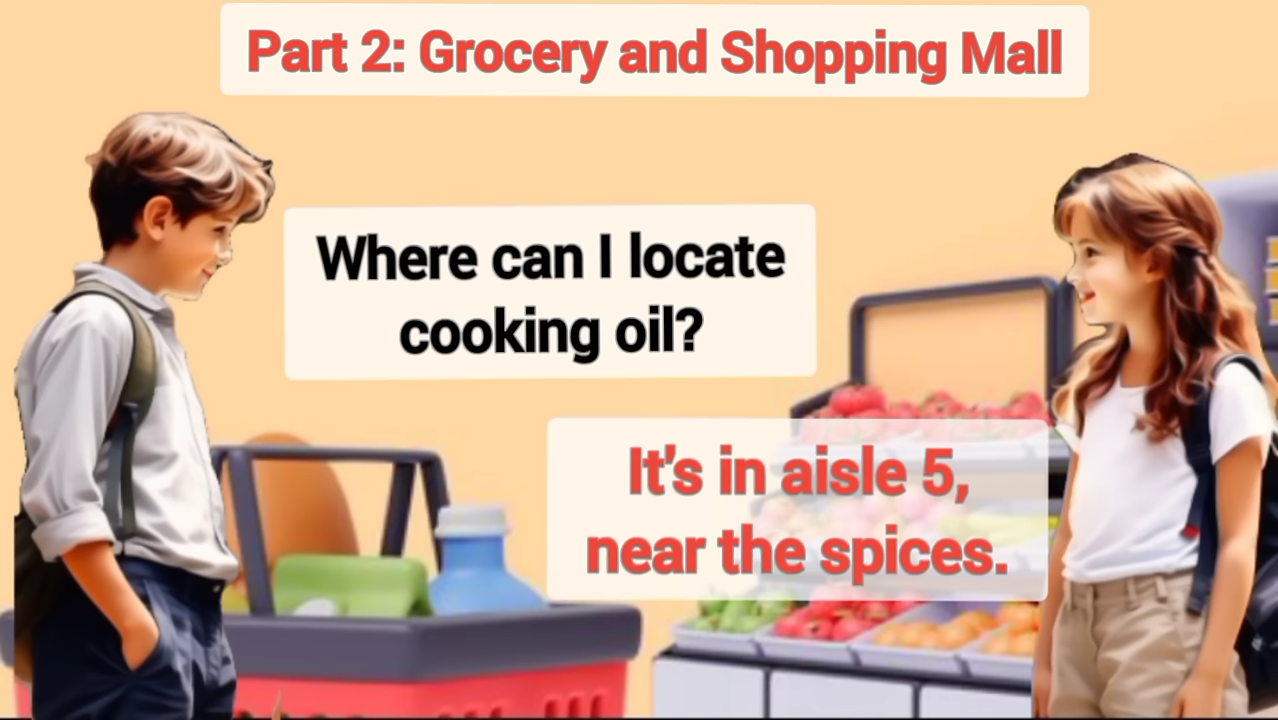 Part 2: Grocery and Shopping Mall
Where can I locate
cooking oil?
It's in aisle 5,
near the spices.